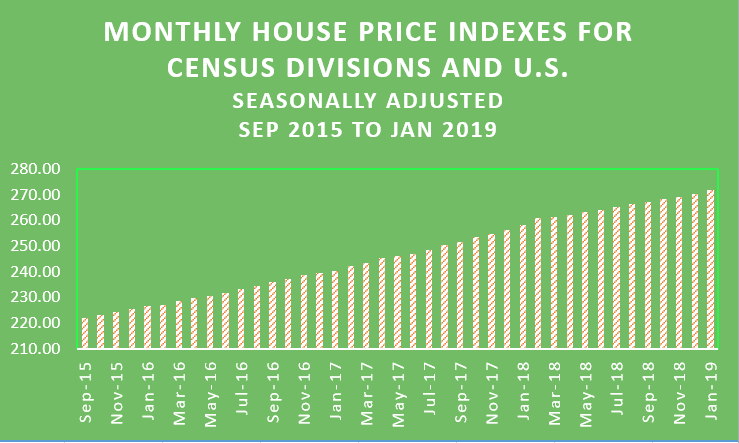 MONTHLY HOUSE PRICE INDEXES FOR
CENSUS DIVISIONS AND U.S.
SEASONALLY ADJUSTED
SEP 2015 TO JAN 2019
280.00
270.00
260.00
250.00
240.00
230.00
220.00
210.00
Sep-15
Nov-15
Jan-16
Mar-16
May-16
Jul-16
Sep-16
Nov-16
Jan-17
Mar-17
May-17
Jul-17
Sep-17
Nov-17
Jan-18
Mar-18
May-18
Jul-18
Sep-18
Nov-18
Jan-19